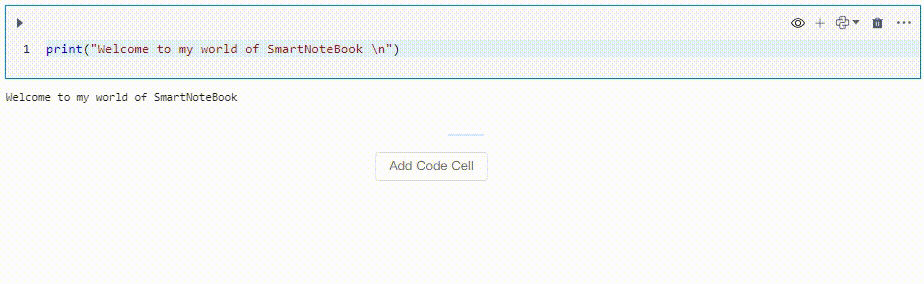 1 print("Welcome to my world of SmartNoteBook \n")
Welcome to my world of SmartNoteBook
Add Code Cell